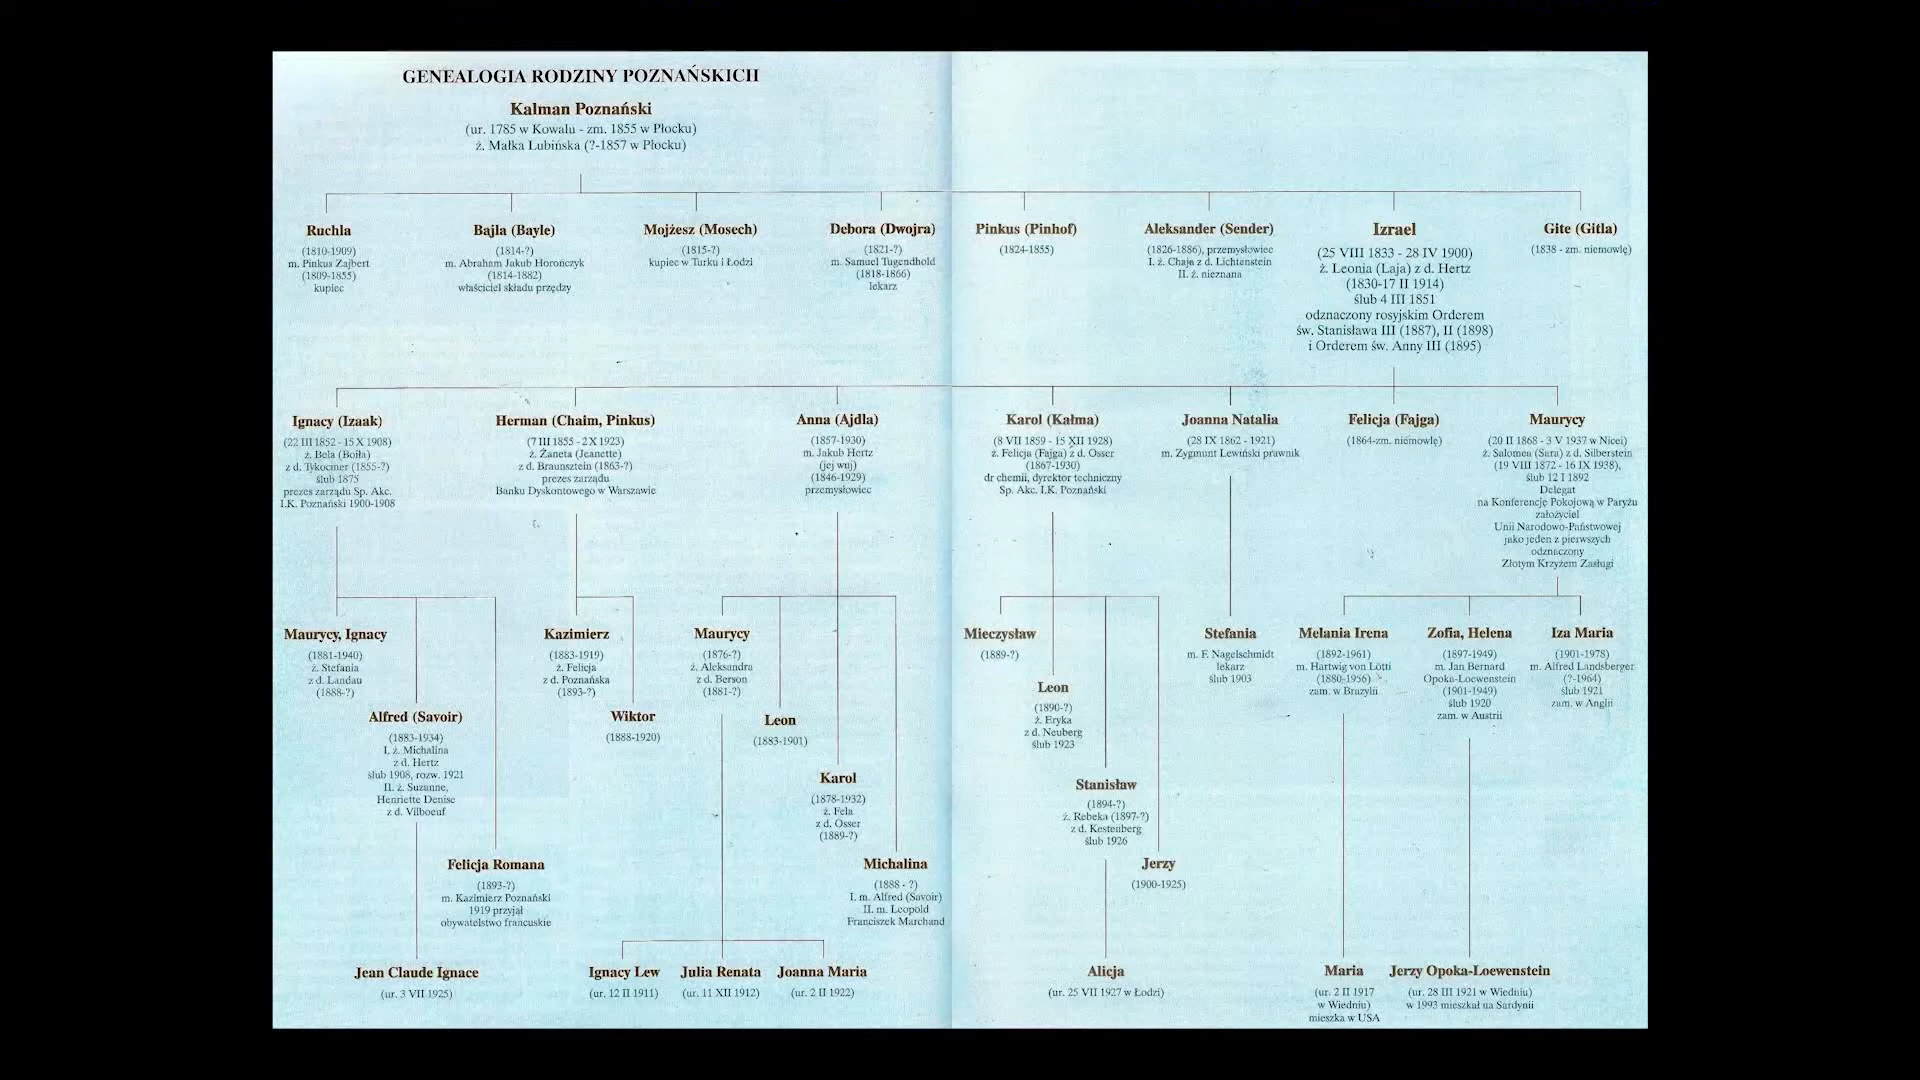 GENEALOGIA RODZINY POZNAŃSKICH
Kalman Poznański
(ur. 1785 w Kowalu - zm. 1855 w Płocku)
ż. Małka Lubińska (?-1857 w Płocku)
Ruchla
(1810-1909)
m. Pinkus Zajbert
(1809-1855)
kupiec
Bajla (Bayle)
(1814-?)
m. Abraham Jakub Horończyk
(1814-1882)
właściciel składu przędzy
Mojżesz (Mosech)
(1815-?)
kupiec w Turku i Łodzi
Debora (Dwojra)
(1821-?)
m. Samuel Tugendhold
(1818-1866)
lekarz
Pinkus (Pinhof)
(1824-1855)
Aleksander (Sender)
(1826-1886), przemysłowiec
I. ż. Chaja z d. Lichtenstein
II. ż. nieznana
Izrael
(25 VIII 1833 - 28 IV 1900)
ż. Leonia (Laja) z d. Hertz
(1830-17 II 1914)
ślub 4 III 1851
odznaczony rosyjskim Orderem
św. Stanisława III (1887), II (1898)
i Orderem św. Anny III (1895)
Gite (Gitla)
(1838 - zm. niemowlę)
Ignacy (Izaak)
(22 III 1852 - 15 X 1908)
ż. Bela (Bojła)
z d. Tykociner (1855-?)
ślub 1875
prezes zarządu Sp. Akc.
I.K. Poznański 1900-1908
Herman (Chaim, Pinkus)
(7 III 1855 - 2 X 1923)
ż. Żaneta (Jeanette)
z d. Braunsztein (1863-?)
prezes zarządu
Banku Dyskontowego w Warszawie
Anna (Ajdla)
(1857-1930)
m. Jakub Hertz
(jej wuj)
(1846-1929)
przemysłowiec
Karol (Kałma)
(8 VII 1859 - 15 XII 1928)
ż. Felicja (Fajga) z d. Osser
(1867-1930)
dr chemii, dyrektor techniczny
Sp. Akc. I.K. Poznański
Joanna Natalia
(28 IX 1862 - 1921)
m. Zygmunt Lewiński prawnik
Felicja (Fajga)
(1864-zm. niemowlę)
Maurycy
(20 II 1868 - 3 V 1937 w Nicei)
ż. Salomea (Sara) z d. Silberstein
(19 VIII 1872 - 16 IX 1938),
ślub 12 I 1892
Delegat
na Konferencję Pokojową w Paryżu
założyciel
Unii Narodowo-Państwowej
jako jeden z pierwszych
odznaczony
Złotym Krzyżem Zasługi
Maurycy, Ignacy
(1881-1940)
ż. Stefania
z d. Landau
(1888-?)
Alfred (Savoir)
(1883-1934)
I. ż. Michalina
z d. Hertz
ślub 1908, rozw. 1921
II. ż. Suzanne,
Henriette Denise
z d. Vilboeuf
Felicja Romana
(1893-?)
m. Kazimierz Poznański
1919 przyjął
obywatelstwo francuskie
Jean Claude Ignace
(ur. 3 VII 1925)
Kazimierz
(1883-1919)
ż. Felicja
z d. Poznańska
(1893-?)
Wiktor
(1888-1920)
Maurycy
(1876-?)
ż. Aleksandra
z d. Berson
(1881-?)
Leon
(1883-1901)
Karol
(1878-1932)
ż. Fela
z d. Osser
(1889-?)
Michalina
(1888 - ?)
I. m. Alfred (Savoir)
II. m. Leopold
Franciszek Marchand
Ignacy Lew
(ur. 12 II 1911)
Julia Renata
(ur. 11 XII 1912)
Joanna Maria
(ur. 2 II 1922)
Mieczysław
(1889-?)
Leon
(1890-?)
ż. Eryka
z d. Neuberg
ślub 1923
Stanisław
(1894-?)
ż. Rebeka (1897-?)
z d. Kestenberg
ślub 1926
Jerzy
(1900-1925)
Alicja
(ur. 25 VII 1927 w Łodzi)
Stefania
m. F. Nagelschmidt
lekarz
ślub 1903
Melania Irena
(1892-1961)
m. Hartwig von Lötti
(1880-1956)
zam. w Brazylii
Zofia, Helena
(1897-1949)
m. Jan Bernard
Opoka-Loewenstein
(1901-1949)
ślub 1920
zam. w Austrii
Iza Maria
(1901-1978)
m. Alfred Landsberger
(?-1964)
ślub 1921
zam. w Anglii
Maria
(ur. 2 II 1917
w Wiedniu)
mieszka w USA
Jerzy Opoka-Loewenstein
(ur. 28 III 1921 w Wiedniu)
w 1993 mieszkał na Sardynii